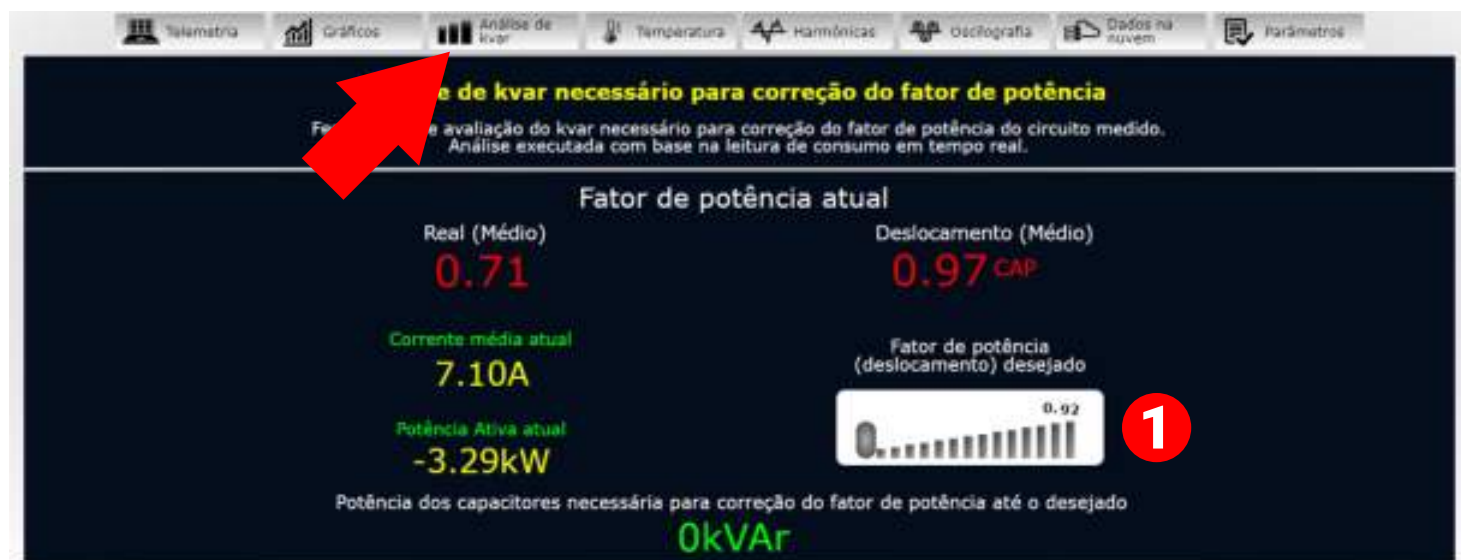 Telemetria Gráficos Análise de kvar Temperatura Harmônicas Oscilografia Dados na nuvem Parâmetros
e de kvar necessário para correção do fator de potência
Fe e avaliação do kvar necessário para correção do fator de potência do circuito medido.
Análise executada com base na leitura de consumo em tempo real.
Fator de potência atual
Real (Médio) Deslocamento (Médio)
0.71 0.97 CAP
Corrente média atual
7.10A
Fator de potência
(deslocamento) desejado
0.92
1
Potência Ativa atual
-3.29kW
Potência dos capacitores necessária para correção do fator de potência até o desejado
0kVAr